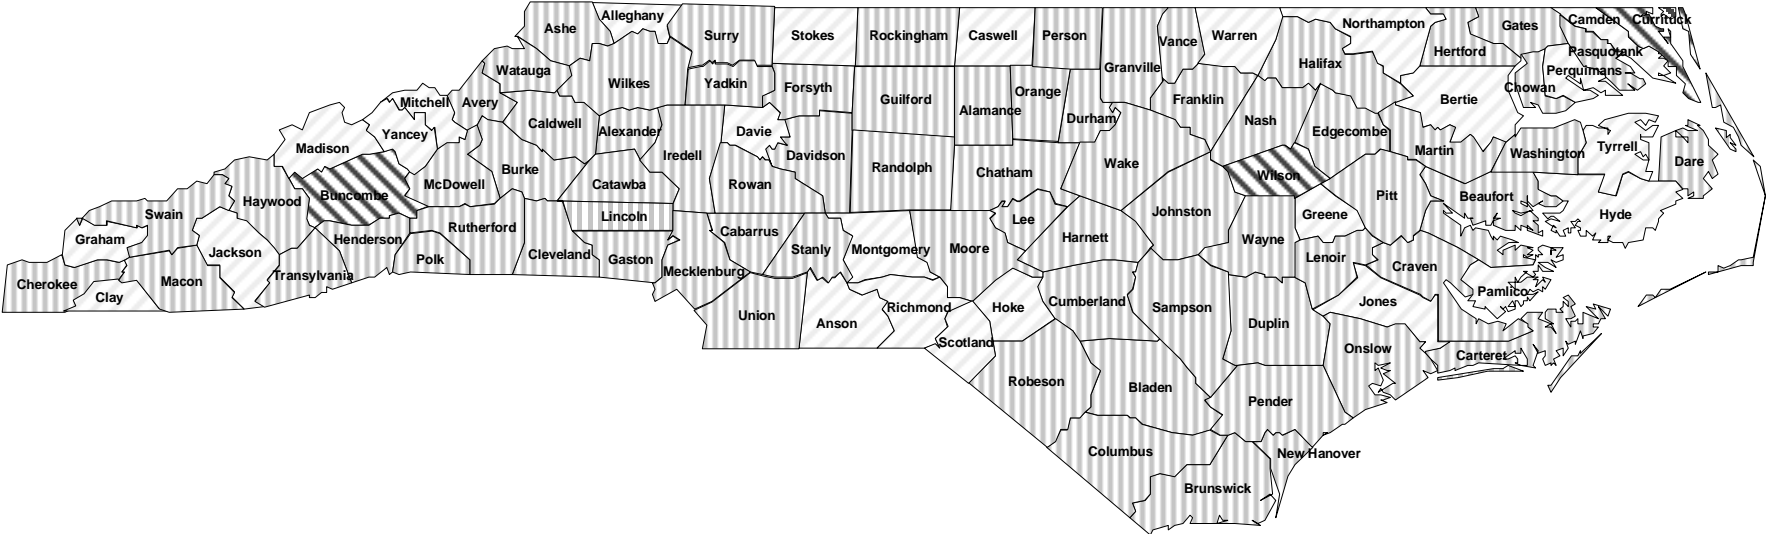 Alleghany
Ashe
Surry
Stokes
Rockingham
Caswell
Person
Vance
Warren
Northampton
Gates
Camden
Currituck
Hertford
Pasquotank
Watauga
Wilkes
Yadkin
Forsyth
Granville
Halifax
Perquimans
Mitchell
Avery
Guilford
Alamance
Orange
Franklin
Bertie
Chowan
Yancey
Caldwell
Alexander
Davie
Durham
Nash
Edgecombe
Madison
Iredell
Davidson
Randolph
Wake
Martin
Washington
Tyrrell
Dare
Burke
Chatham
McDowell
Catawba
Rowan
Wilson
Buncombe
Haywood
Pitt
Beaufort
Swain
Lincoln
Lee
Johnston
Greene
Hyde
Graham
Henderson
Rutherford
Cabarrus
Harnett
Wayne
Jackson
Stanly
Montgomery
Moore
Cleveland
Polk
Gaston
Lenoir
Craven
Cherokee
Macon
Transylvania
Mecklenburg
Clay
Pamlico
Cumberland
Jones
Union
Anson
Richmond
Hoke
Sampson
Duplin
Scotland
Onslow
Carteret
Robeson
Bladen
Pender
Columbus
New Hanover
Brunswick